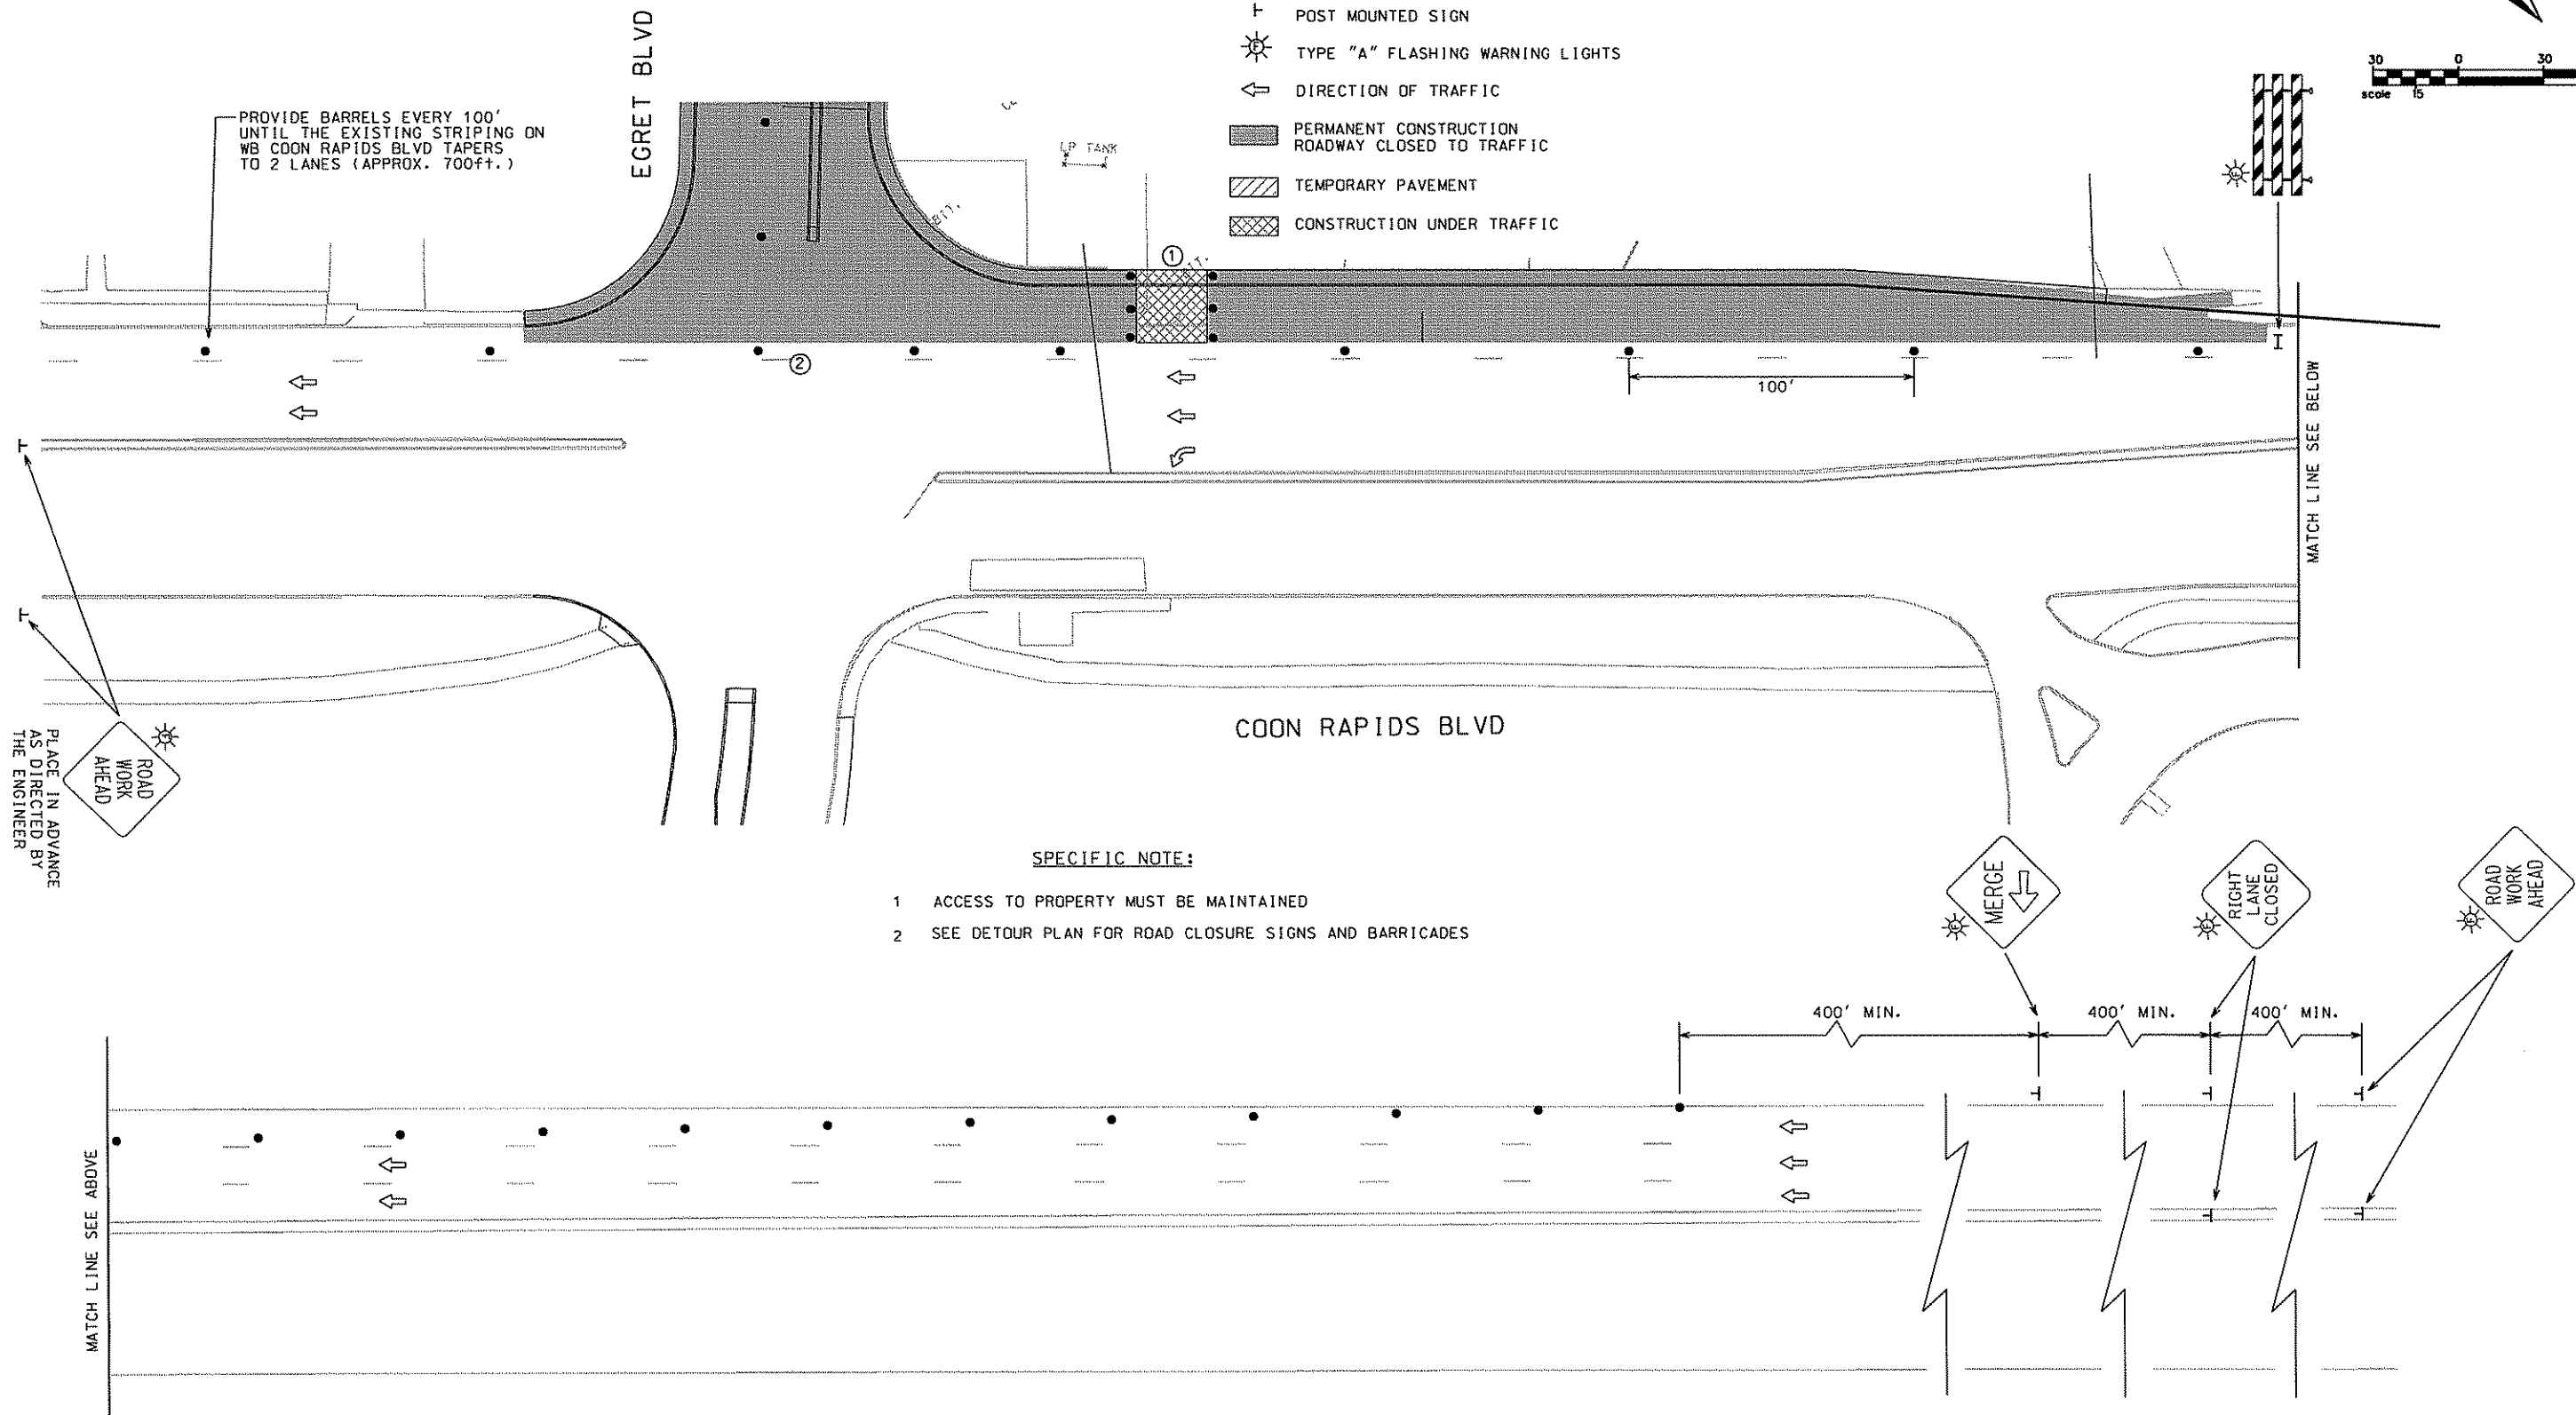 POST MOUNTED SIGN
TYPE "A" FLASHING WARNING LIGHTS
DIRECTION OF TRAFFIC
PERMANENT CONSTRUCTION
ROADWAY CLOSED TO TRAFFIC
TEMPORARY PAVEMENT
CONSTRUCTION UNDER TRAFFIC
30 0 30
scale 15
F
F
EGRET BLVD
PROVIDE BARRELS EVERY 100'
UNTIL THE EXISTING STRIPING ON
WB COON RAPIDS BLVD TAPERS
TO 2 LANES (APPROX. 700ft.)
LP TANK
BIT.
1
2
100'
MATCH LINE SEE BELOW
COON RAPIDS BLVD
ROAD
WORK
AHEAD
F
PLACE IN ADVANCE
AS DIRECTED BY
THE ENGINEER
SPECIFIC NOTE:
1 ACCESS TO PROPERTY MUST BE MAINTAINED
2 SEE DETOUR PLAN FOR ROAD CLOSURE SIGNS AND BARRICADES
MERGE
F
RIGHT
LANE
CLOSED
F
ROAD
WORK
AHEAD
F
400' MIN.
400' MIN.
400' MIN.
MATCH LINE SEE ABOVE